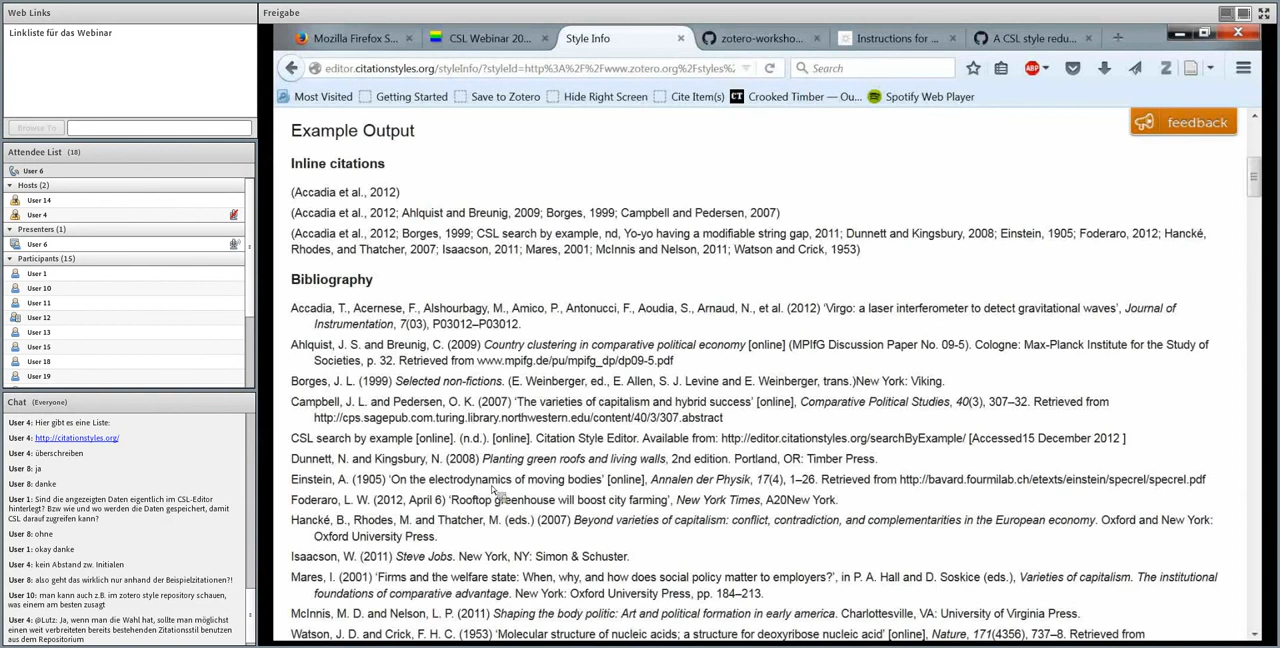 Web Links
Linkliste für das Webinar
Browse To
Attendee List (18)
User 6
Hosts (2)
User 14
User 4
Presenters (1)
User 6
Participants (15)
User 1
User 10
User 11
User 12
User 13
User 15
User 18
User 19
Chat (Everyone)
User 4: Hier gibt es eine Liste:
User 4: http://citationstyles.org/
User 4: überschreiben
User 8: ja
User 8: danke
User 1: Sind die angezeigten Daten eigentlich im CSL-Editor
hinterlegt? Bzw wie und wo werden die Daten gespeichert, damit
CSL darauf zugreifen kann?
User 8: ohne
User 1: okay danke
User 4: kein Abstand zw. Initialen
User 8: also geht das wirklich nur anhand der Beispielzitationen?!
User 10: man kann auch z.B. im zotero style repository schauen,
was einem am besten zusagt
User 4: @Lutz: Ja, wenn man die Wahl hat, sollte man möglichst
einen weit verbreiteten bereits bestehenden Zitationsstil benutzen
aus dem Repositorium
Freigabe
Mozilla Firefox S... CSL Webinar 20... Style Info zotero-worksho... Instructions for ... A CSL style redu...
editor.citationstyles.org/styleInfo/?styleId=http%3A%2F%2Fwww.zotero.org%2Fstyles%2 Search ABP Z
Most Visited Getting Started Save to Zotero Hide Right Screen Cite Item(s) CT Crooked Timber — Ou... Spotify Web Player
feedback
Example Output
Inline citations
(Accadia et al., 2012)
(Accadia et al., 2012; Ahlquist and Breunig, 2009; Borges, 1999; Campbell and Pedersen, 2007)
(Accadia et al., 2012; Borges, 1999; CSL search by example, nd, Yo-yo having a modifiable string gap, 2011; Dunnett and Kingsbury, 2008; Einstein, 1905; Foderaro, 2012; Hancké,
Rhodes, and Thatcher, 2007; Isaacson, 2011; Mares, 2001; McInnis and Nelson, 2011; Watson and Crick, 1953)
Bibliography
Accadia, T., Acernese, F., Alshourbagy, M., Amico, P., Antonucci, F., Aoudia, S., Arnaud, N., et al. (2012) ‘Virgo: a laser interferometer to detect gravitational waves’, Journal of
Instrumentation, 7(03), P03012–P03012.
Ahlquist, J. S. and Breunig, C. (2009) Country clustering in comparative political economy [online] (MPIfG Discussion Paper No. 09-5). Cologne: Max-Planck Institute for the Study of
Societies, p. 32. Retrieved from www.mpifg.de/pu/mpifg_dp/dp09-5.pdf
Borges, J. L. (1999) Selected non-fictions. (E. Weinberger, ed., E. Allen, S. J. Levine and E. Weinberger, trans.)New York: Viking.
Campbell, J. L. and Pedersen, O. K. (2007) ‘The varieties of capitalism and hybrid success’ [online], Comparative Political Studies, 40(3), 307–32. Retrieved from
http://cps.sagepub.com.turing.library.northwestern.edu/content/40/3/307.abstract
CSL search by example [online]. (n.d.). [online]. Citation Style Editor. Available from: http://editor.citationstyles.org/searchByExample/ [Accessed15 December 2012 ]
Dunnett, N. and Kingsbury, N. (2008) Planting green roofs and living walls, 2nd edition. Portland, OR: Timber Press.
Einstein, A. (1905) ‘On the electrodynamics of moving bodies’ [online], Annalen der Physik, 17(4), 1–26. Retrieved from http://bavard.fourmilab.ch/etexts/einstein/specrel/specrel.pdf
Foderaro, L. W. (2012, April 6) ‘Rooftop greenhouse will boost city farming’, New York Times, A20New York.
Hancké, B., Rhodes, M. and Thatcher, M. (eds.) (2007) Beyond varieties of capitalism: conflict, contradiction, and complementarities in the European economy. Oxford and New York:
Oxford University Press.
Isaacson, W. (2011) Steve Jobs. New York, NY: Simon & Schuster.
Mares, I. (2001) ‘Firms and the welfare state: When, why, and how does social policy matter to employers?’, in P. A. Hall and D. Soskice (eds.), Varieties of capitalism. The institutional
foundations of comparative advantage. New York: Oxford University Press, pp. 184–213.
McInnis, M. D. and Nelson, L. P. (2011) Shaping the body politic: Art and political formation in early america. Charlottesville, VA: University of Virginia Press.
Watson, J. D. and Crick, F. H. C. (1953) ‘Molecular structure of nucleic acids; a structure for deoxyribose nucleic acid’ [online], Nature, 171(4356), 737–8. Retrieved from